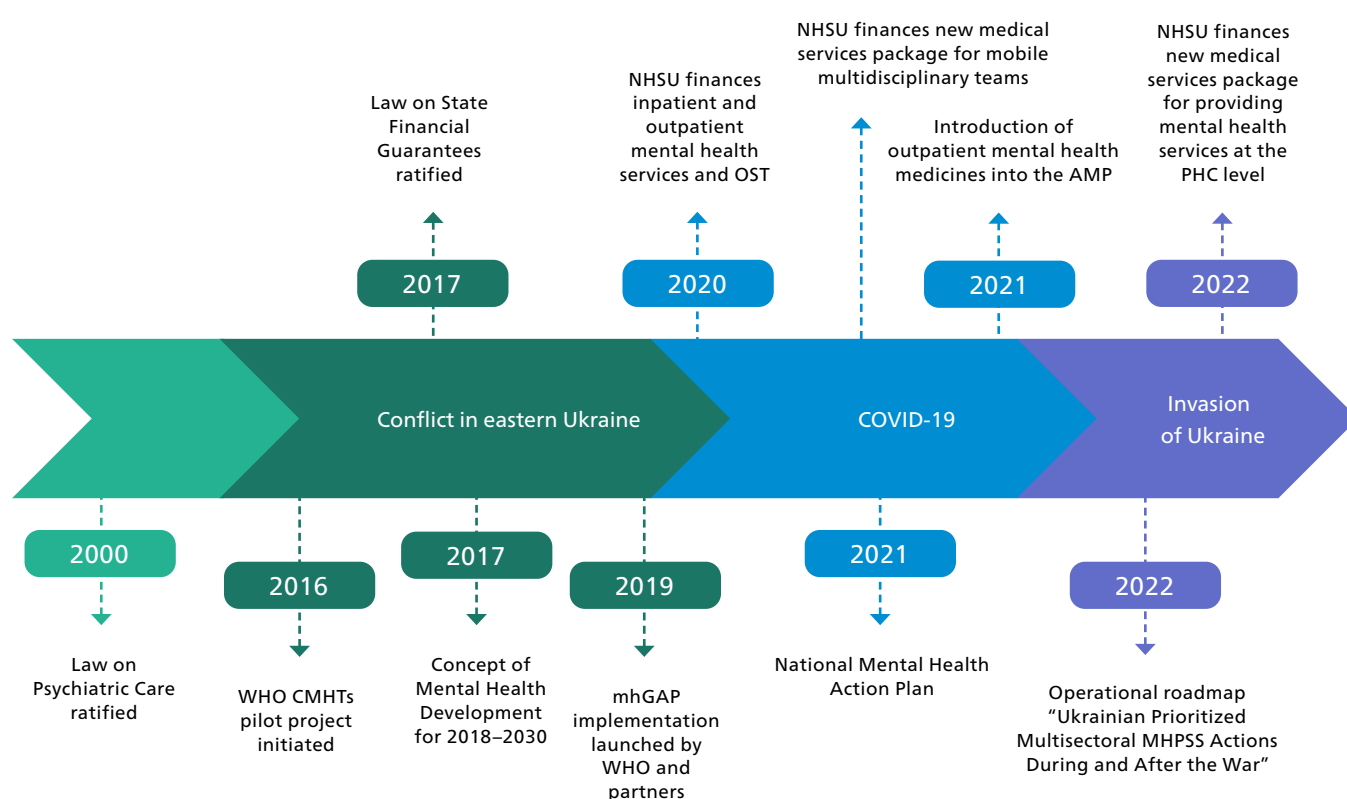 NHSU finances new medical
services package for mobile
multidisciplinary teams
NHSU finances
new medical
services package
for providing
mental health
services at the
PHC level
NHSU finances
inpatient and
outpatient
mental health
services and OST
Law on State
Financial
Guarantees
ratified
Introduction of
outpatient mental health
medicines into the AMP
2017
2020
2021
2022
Conflict in eastern Ukraine
COVID-19
Invasion
of Ukraine
2000
2016
2017
2019
2021
2022
Law on
Psychiatric Care
ratified
WHO CMHTs
pilot project
initiated
Concept of
Mental Health
Development
for 2018–2030
mhGAP
implementation
launched by
WHO and
partners
National Mental Health
Action Plan
Operational roadmap
“Ukrainian Prioritized
Multisectoral MHPSS Actions
During and After the War”